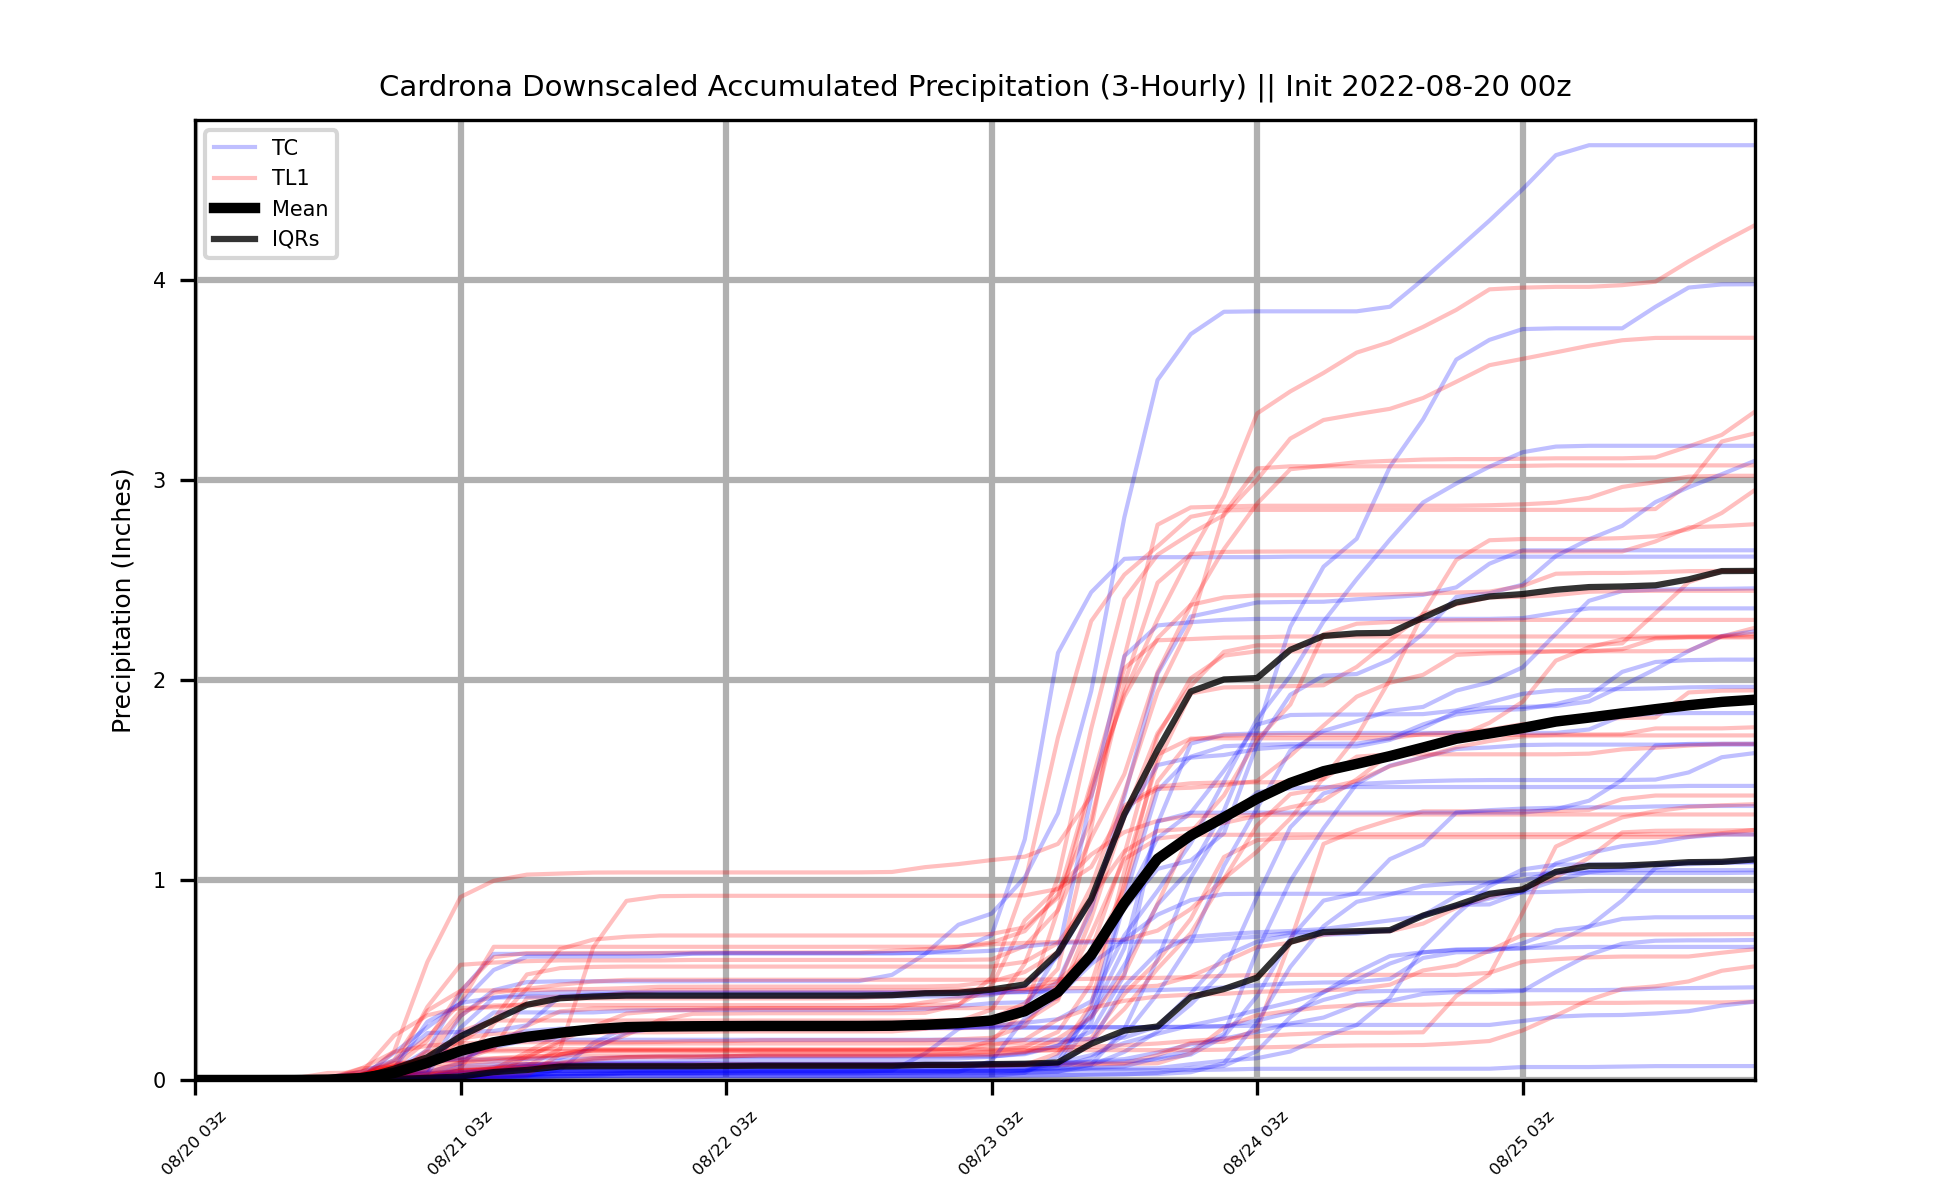 Cardrona Downscaled Accumulated Precipitation (3-Hourly) || Init 2022-08-20 00z
TC
TL1
Mean
IQRs
Precipitation (Inches)
4
3
2
1
0
08/20 03z
08/21 03z
08/22 03z
08/23 03z
08/24 03z
08/25 03z